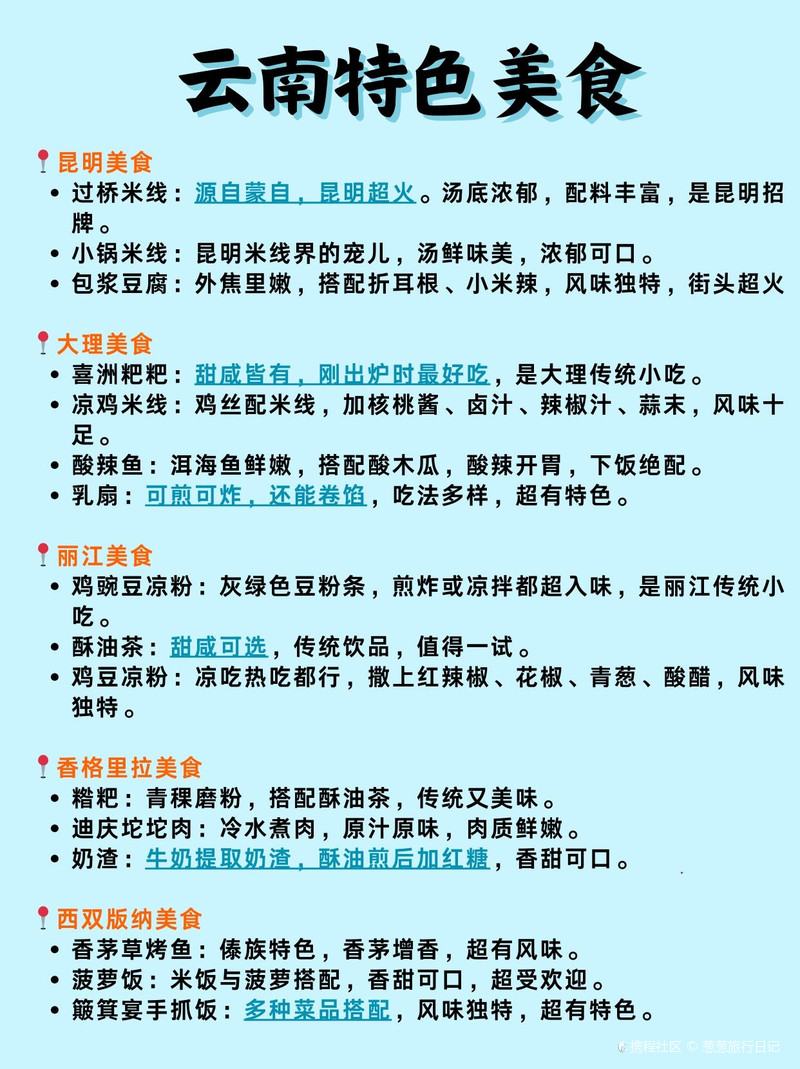 云南特色美食
昆明美食
过桥米线：源自蒙自，昆明超火。汤底浓郁，配料丰富，是昆明招
牌。
小锅米线：昆明米线界的宠儿，汤鲜味美，浓郁可口。
包浆豆腐：外焦里嫩，搭配折耳根、小米辣，风味独特，街头超火
大理美食
喜洲粑粑：甜咸皆有，刚出炉时最好吃，是大理传统小吃。
凉鸡米线：鸡丝配米线，加核桃酱、卤汁、辣椒汁、蒜末，风味十
足。
酸辣鱼：洱海鱼鲜嫩，搭配酸木瓜，酸辣开胃，下饭绝配。
乳扇：可煎可炸，还能卷馅，吃法多样，超有特色。
丽江美食
鸡豌豆凉粉：灰绿色豆粉条，煎炸或凉拌都超入味，是丽江传统小
吃。
酥油茶：甜咸可选，传统饮品，值得一试。
鸡豆凉粉：凉吃热吃都行，撒上红辣椒、花椒、青葱、酸醋，风味
独特。
香格里拉美食
糌粑：青稞磨粉，搭配酥油茶，传统又美味。
迪庆坨坨肉：冷水煮肉，原汁原味，肉质鲜嫩。
奶渣：牛奶提取奶渣，酥油煎后加红糖，香甜可口。
西双版纳美食
香茅草烤鱼：傣族特色，香茅增香，超有风味。
菠萝饭：米饭与菠萝搭配，香甜可口，超受欢迎。
簸箕宴手抓饭：多种菜品搭配，风味独特，超有特色。
携程社区 © 葱葱旅行日记